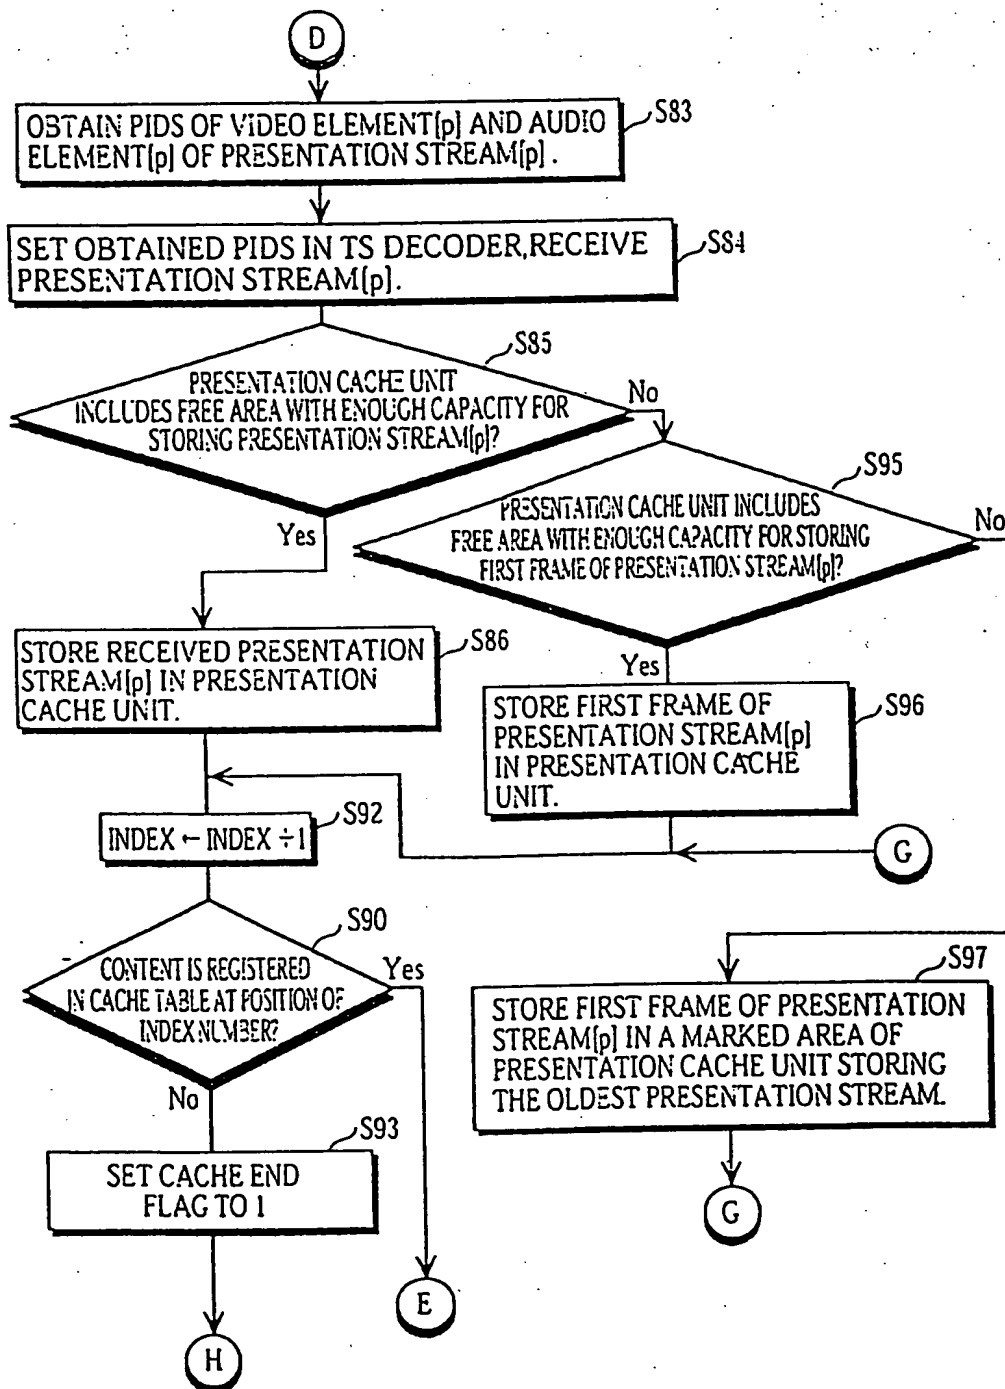 D
OBTAIN PIDS OF VIDEO ELEMENT[p] AND AUDIO
ELEMENT[p] OF PRESENTATION STREAM[p].
S83
SET OBTAINED PIDS IN TS DECODER,RECEIVE
PRESENTATION STREAM[p].
S84
S85
PRESENTATION CACHE UNIT
INCLUDES FREE AREA WITH ENOUGH CAPACITY FOR
STORING PRESENTATION STREAM[p]?
No
Yes
S95
PRESENTATION CACHE UNIT INCLUDES
FREE AREA WITH ENOUGH CAPACITY FOR STORING
FIRST FRAME OF PRESENTATION STREAM[p]?
No
Yes
S86
STORE RECEIVED PRESENTATION
STREAM[p] IN PRESENTATION
CACHE UNIT.
S96
STORE FIRST FRAME OF
PRESENTATION STREAM[p]
IN PRESENTATION CACHE
UNIT.
S92
INDEX ← INDEX ÷1
G
S90
CONTENT IS REGISTERED
IN CACHE TABLE AT POSITION OF
INDEX NUMBER?
Yes
No
S97
STORE FIRST FRAME OF PRESENTATION
STREAM[p] IN A MARKED AREA OF
PRESENTATION CACHE UNIT STORING
THE OLDEST PRESENTATION STREAM.
S93
SET CACHE END
FLAG TO 1
G
E
H